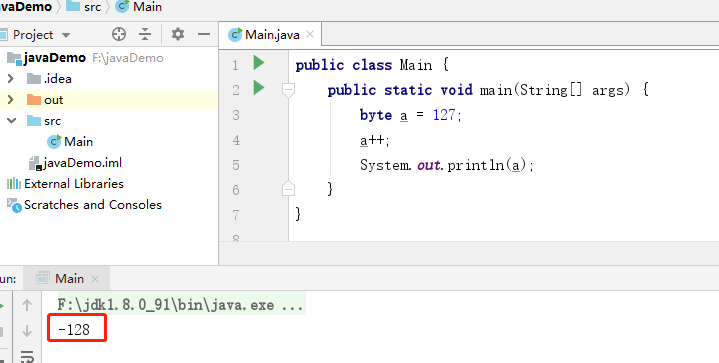 avaDemo src Main
Project
Main.java
javaDemo F:\javaDemo
.idea
out
src
Main
javaDemo.iml
External Libraries
Scratches and Consoles
1 public class Main {
2 public static void main(String[] args) {
3 byte a = 127;
4 a++;
5 System.out.println(a);
6 }
7 }
8
un: Main
F:\jdk1.8.0_91\bin\java.exe ...
-128